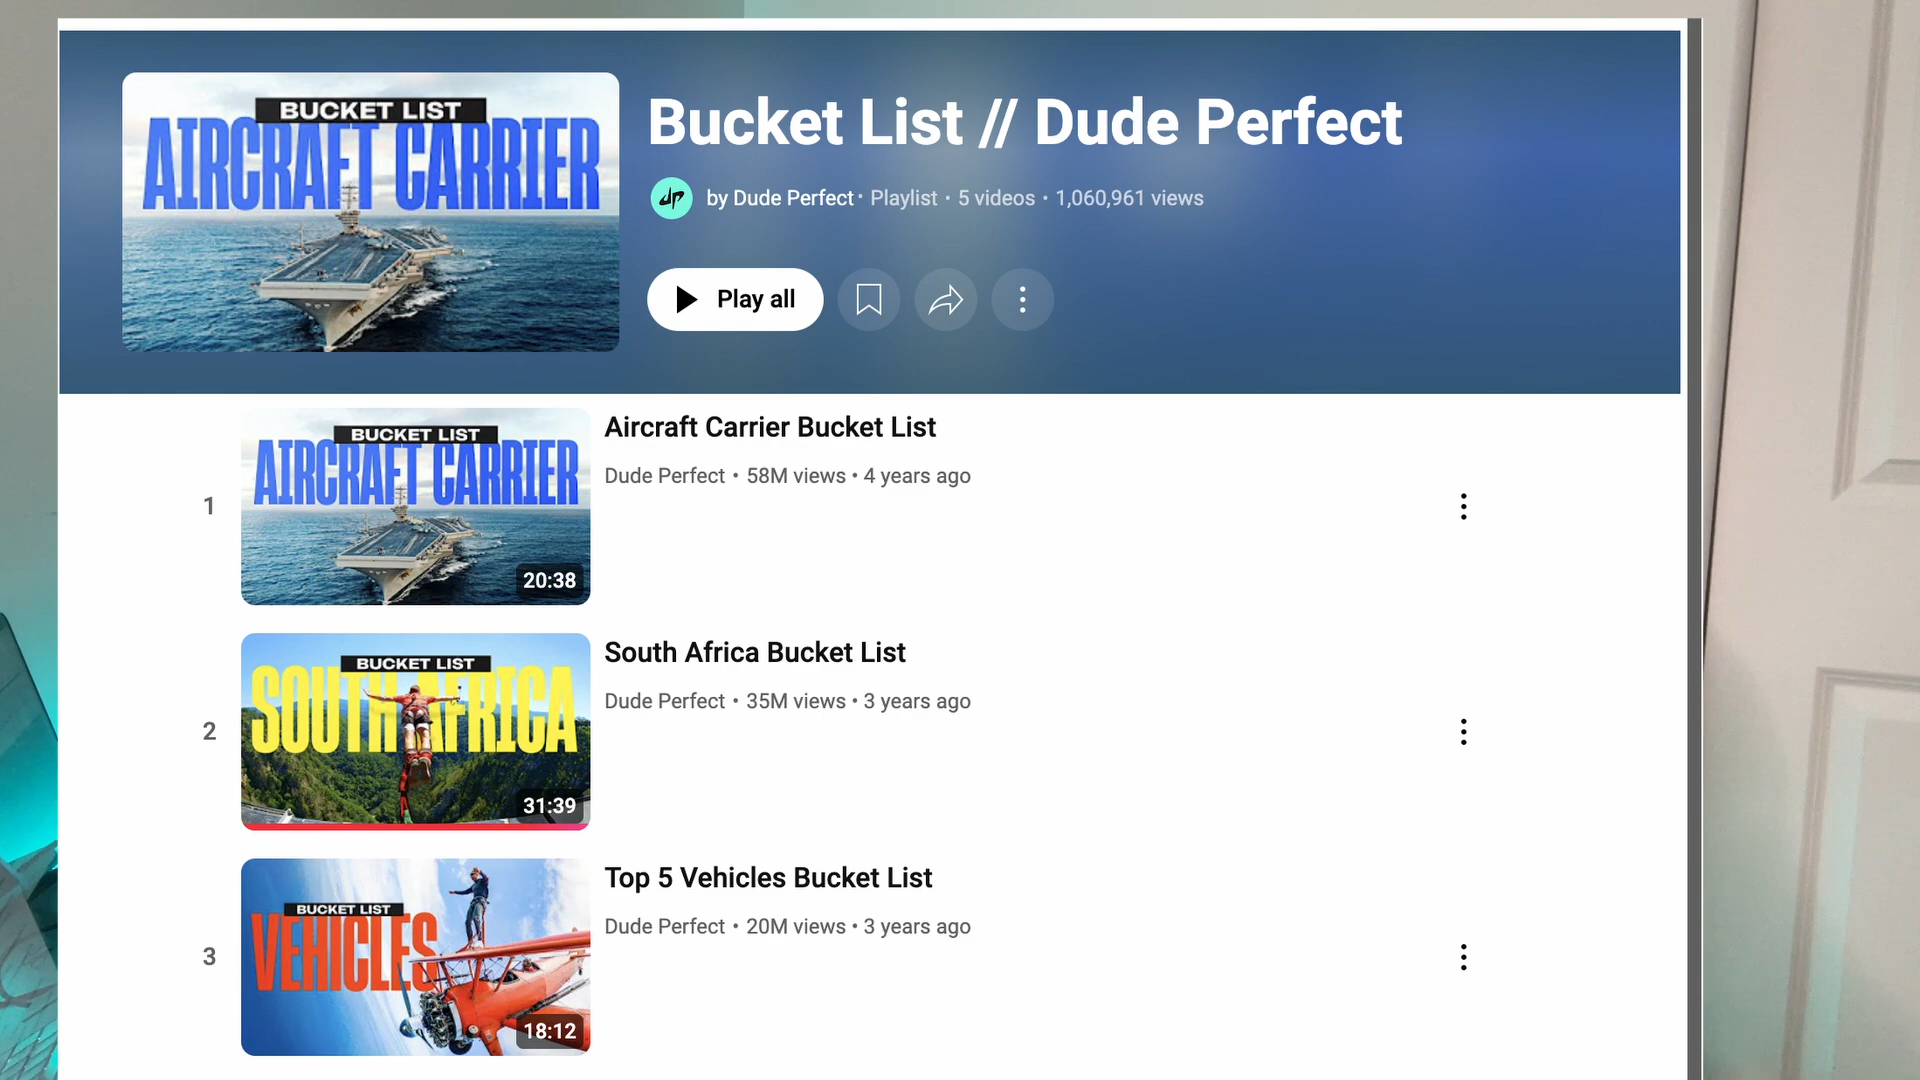 BUCKET LIST
AIRCRAFT CARRIER
Bucket List // Dude Perfect
dp
by Dude Perfect • Playlist • 5 videos • 1,060,961 views
Play all
1
BUCKET LIST
AIRCRAFT CARRIER
20:38
Aircraft Carrier Bucket List
Dude Perfect • 58M views • 4 years ago
2
BUCKET LIST
SOUTH AFRICA
31:39
South Africa Bucket List
Dude Perfect • 35M views • 3 years ago
3
BUCKET LIST
VEHICLES
18:12
Top 5 Vehicles Bucket List
Dude Perfect • 20M views • 3 years ago